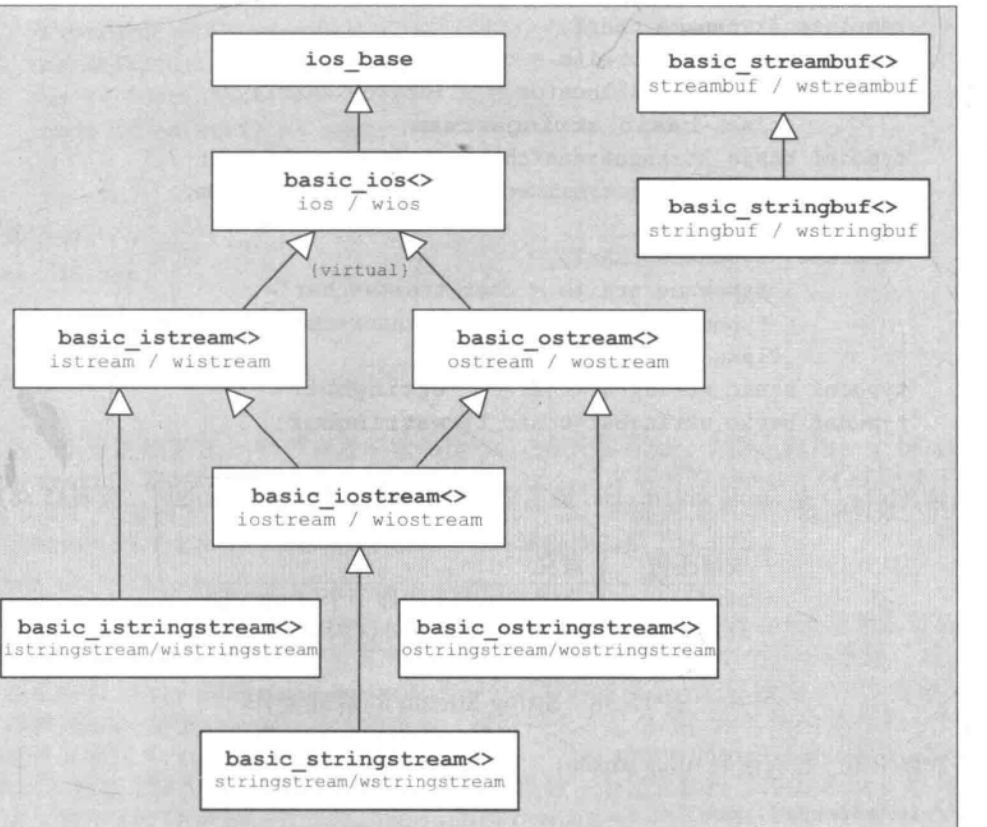 ios_base
basic_streambuf<>
streambuf / wstreambuf
basic_ios<>
ios / wios
basic_stringbuf<>
stringbuf / wstringbuf
{virtual}
basic_istream<>
istream / wistream
basic_ostream<>
ostream / wostream
basic_iostream<>
iostream / wiostream
basic_istringstream<>
istringstream/wistringstream
basic_ostringstream<>
ostringstream/wostringstream
basic_stringstream<>
stringstream/wstringstream